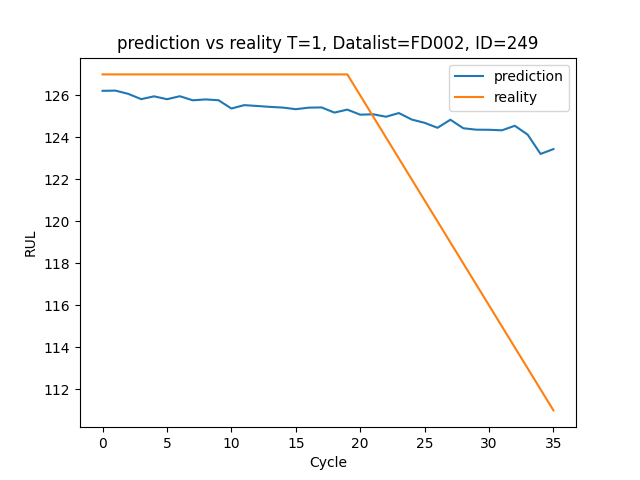 prediction vs reality T=1, Datalist=FD002, ID=249
prediction
reality
126
124
122
120
118
116
114
112
RUL
0 5 10 15 20 25 30 35
Cycle